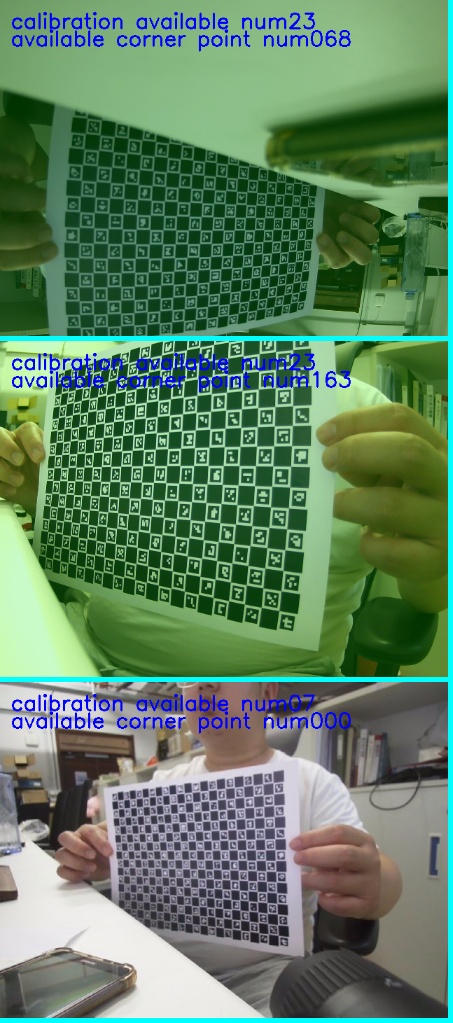 calibration available num23
available corner point num068
calibration available num23
available corner point num163
calibration available num07
available corner point num000